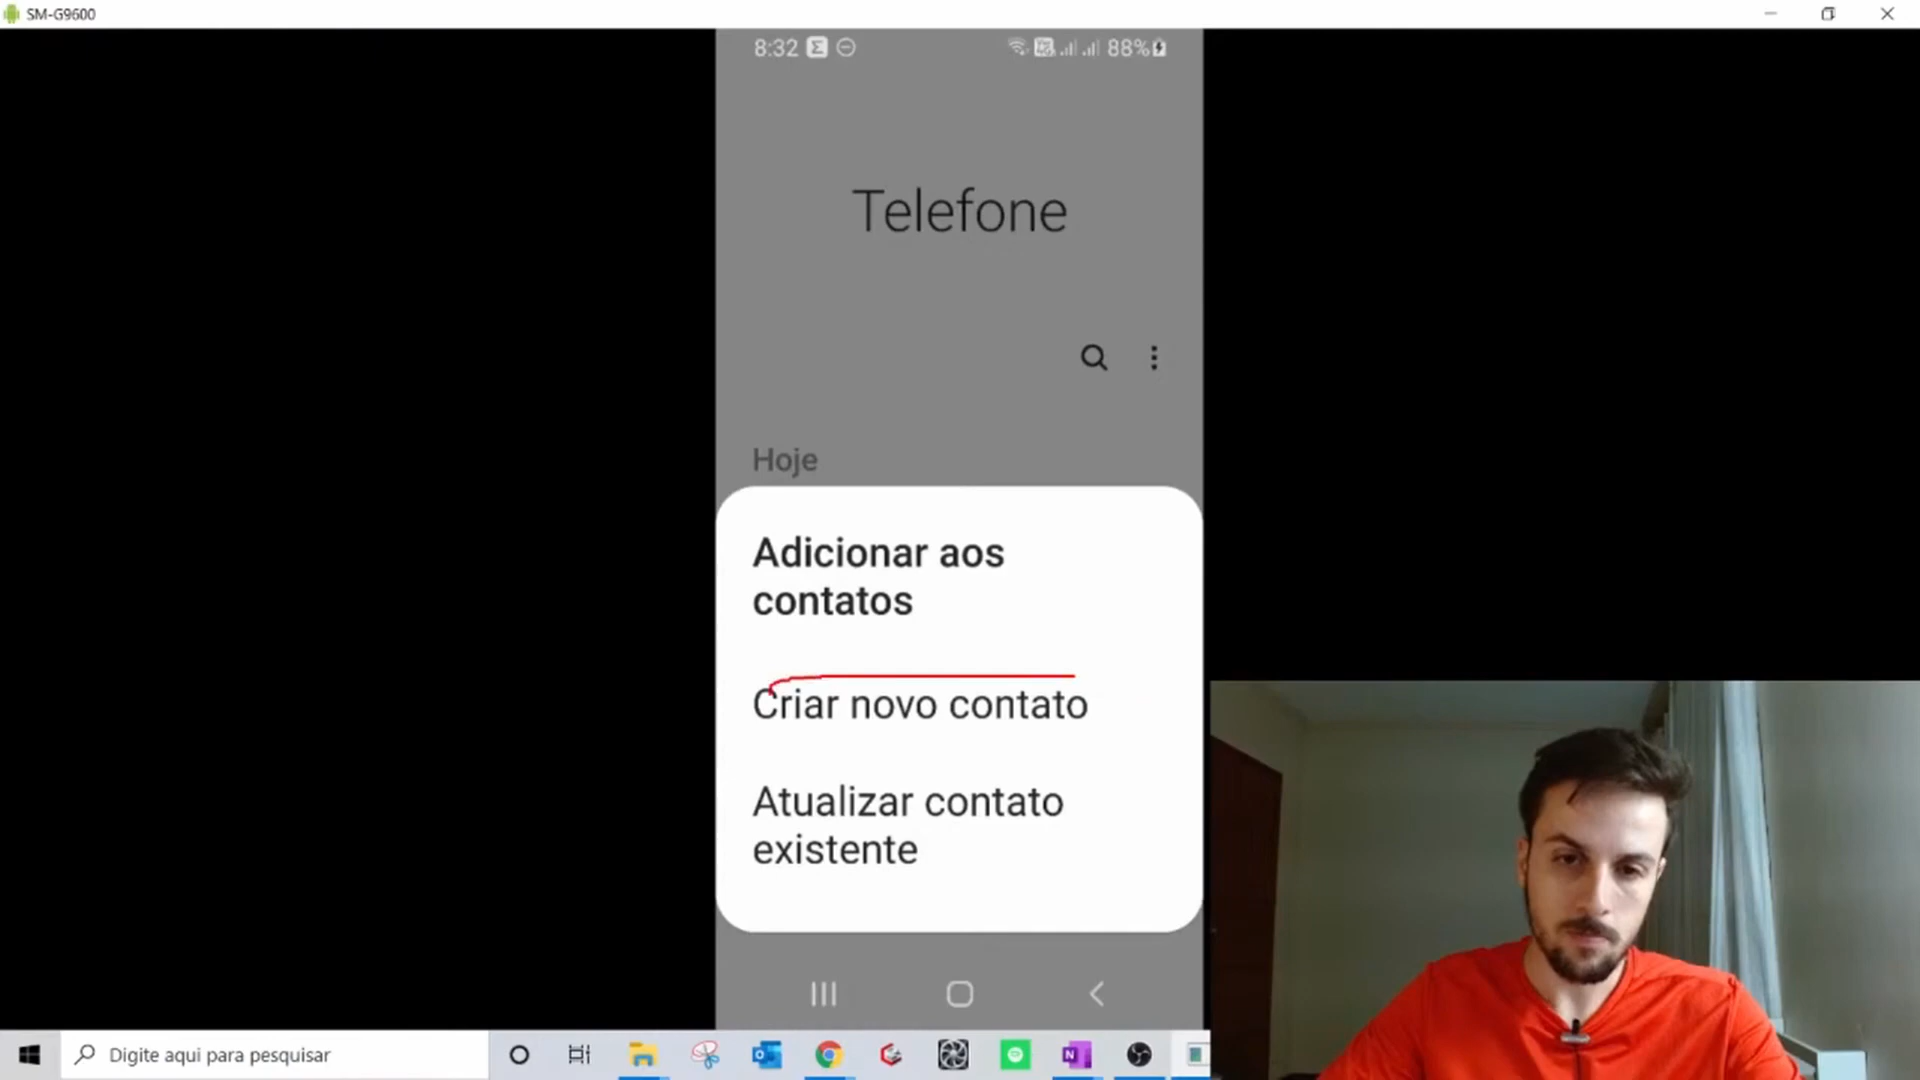 SM-G9600
8:32
88%
Telefone
Hoje
Adicionar aos
contatos
Criar novo contato
Atualizar contato
existente
Digite aqui para pesquisar